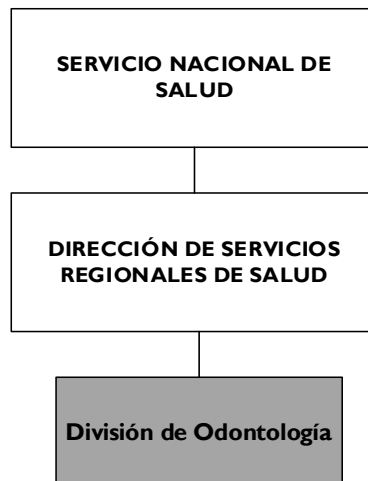 SERVICIO NACIONAL DE
SALUD
DIRECCIÓN DE SERVICIOS
REGIONALES DE SALUD
División de Odontología